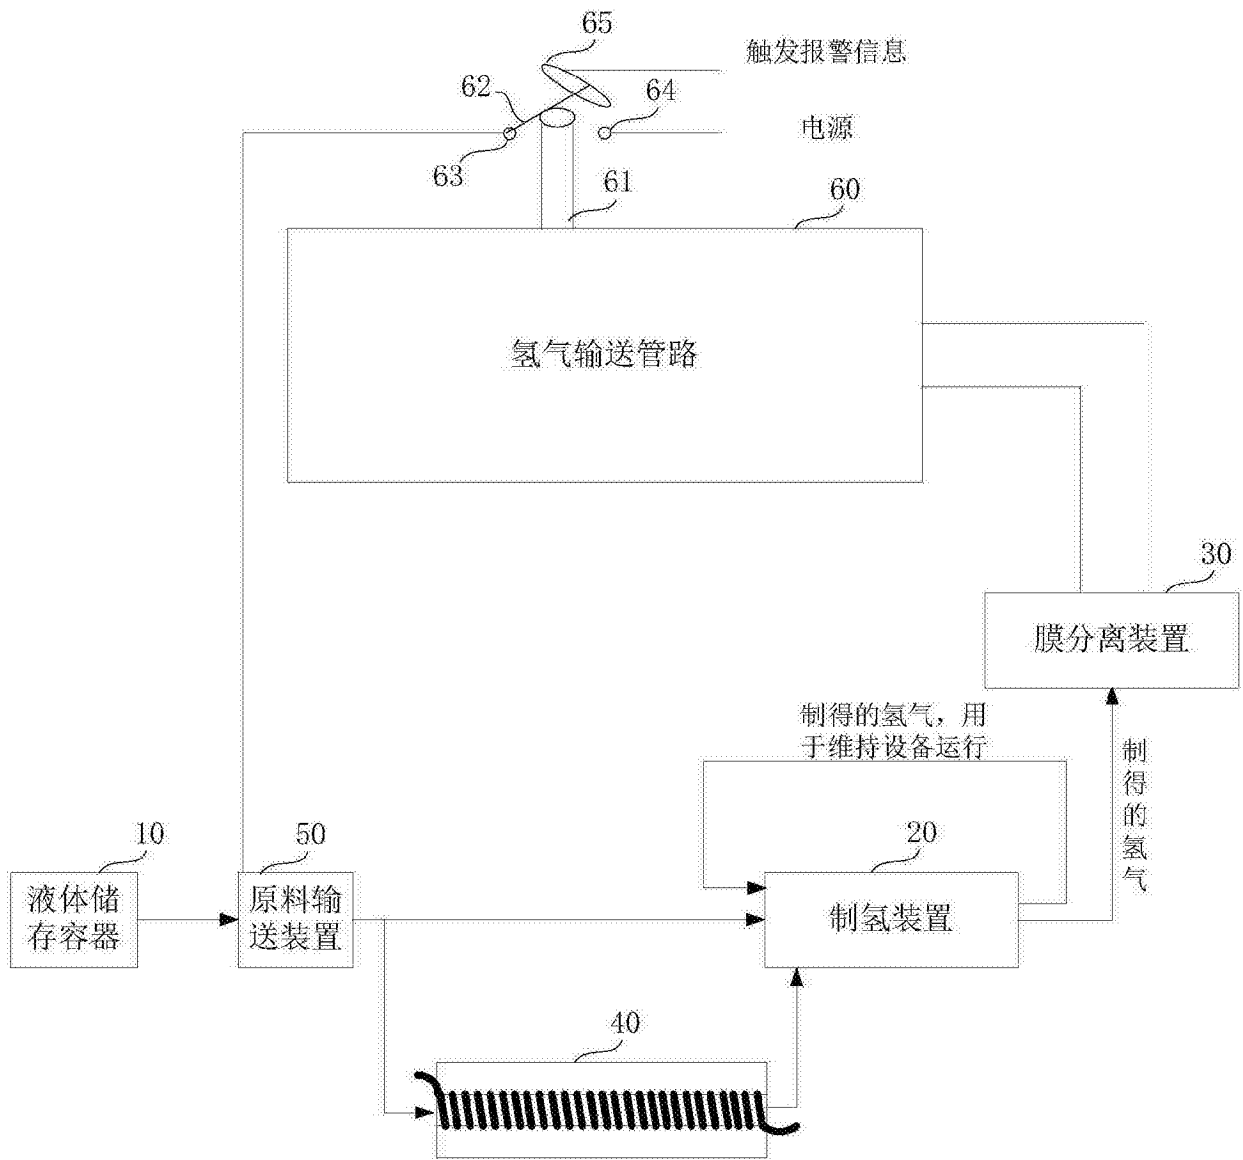 65
触发报警信息
62
64
电源
63
61
60
氢气输送管路
30
膜分离装置
制得的氢气，用
于维持设备运行
制得的氢气
10
50
20
液体储
存容器
原料输
送装置
制氢装置
40